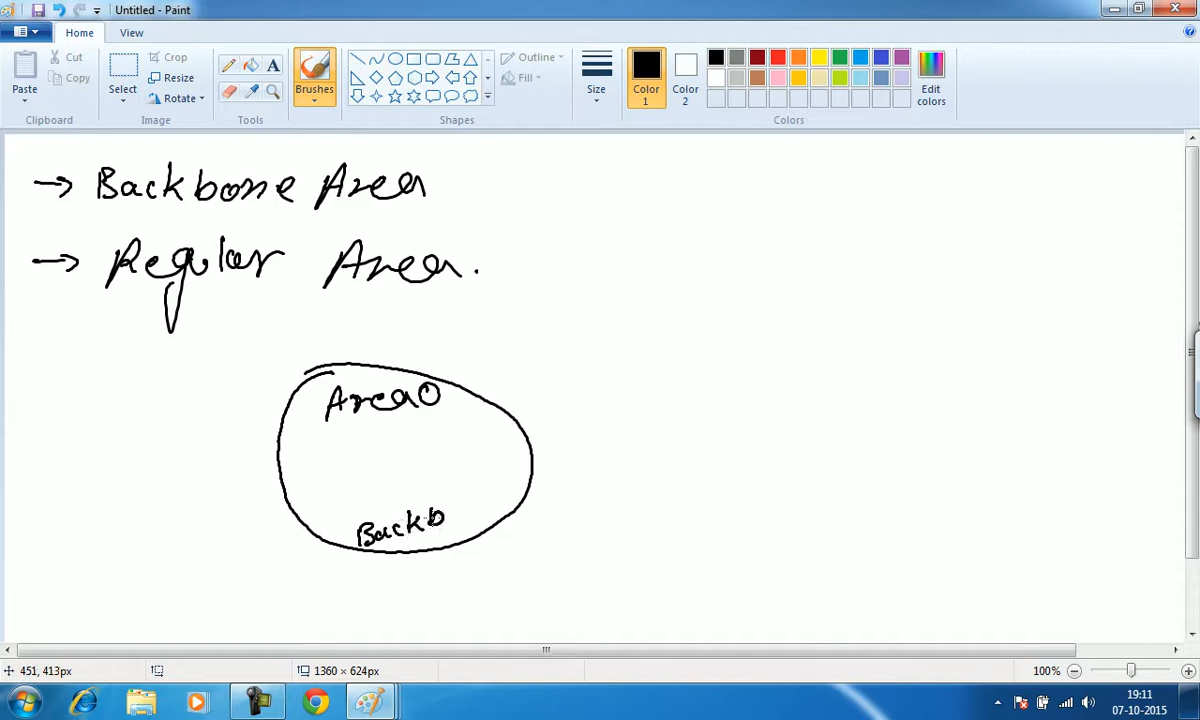 Untitled - Paint
Home View
Paste
Cut
Copy
Clipboard
Select
Crop
Resize
Rotate
Image
Tools
Brushes
Shapes
Outline
Fill
Size
Color 1
Color 2
Colors
Edit colors
→ Backbone Area
→ Regular Area.
Area 0
Backb
451, 413px
1360 × 624px
100%
19:11
07-10-2015